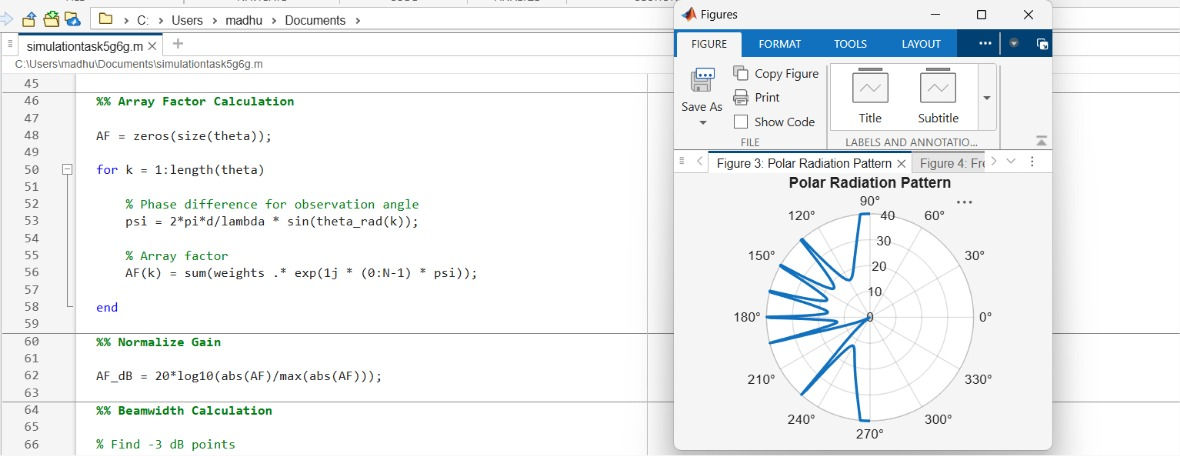 C: › Users › madhu › Documents ›
simulationtask5g6g.m × +
C:\Users\madhu\Documents\simulationtask5g6g.m
45
46 %% Array Factor Calculation
47
48 AF = zeros(size(theta));
49
50 for k = 1:length(theta)
51
52 % Phase difference for observation angle
53 psi = 2*pi*d/lambda * sin(theta_rad(k));
54
55 % Array factor
56 AF(k) = sum(weights .* exp(1j * (0:N-1) * psi));
57
58 end
59
60 %% Normalize Gain
61
62 AF_dB = 20*log10(abs(AF)/max(abs(AF)));
63
64 %% Beamwidth Calculation
65
66 % Find -3 dB points
Figures
FIGURE FORMAT TOOLS LAYOUT
Save As
Copy Figure
Print
Show Code
FILE
Title Subtitle
LABELS AND ANNOTATIO...
Figure 3: Polar Radiation Pattern × Figure 4: Fre
Polar Radiation Pattern
90°
120° 40 60°
30
150° 20 30°
10
180° 0 0°
210° 330°
240° 300°
270°